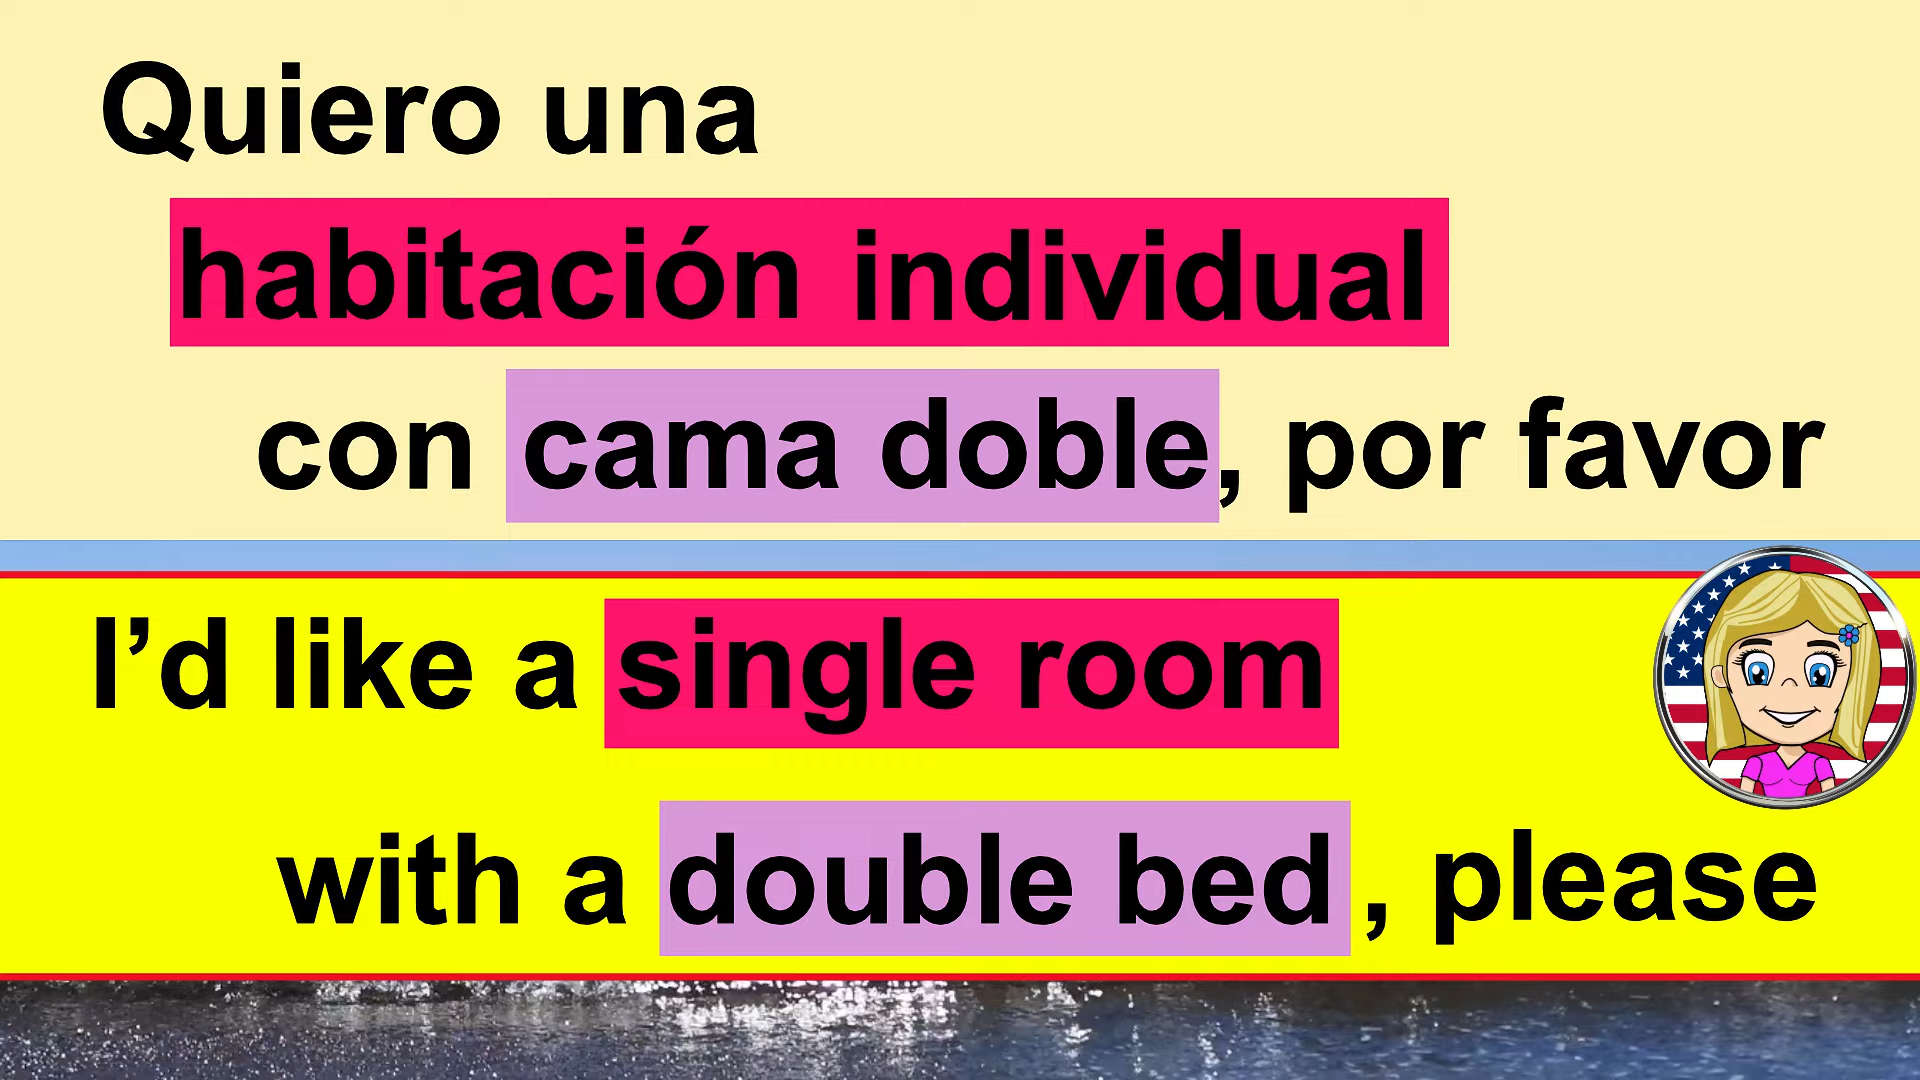 Quiero una
habitación individual
con cama doble, por favor
I’d like a single room
with a double bed, please